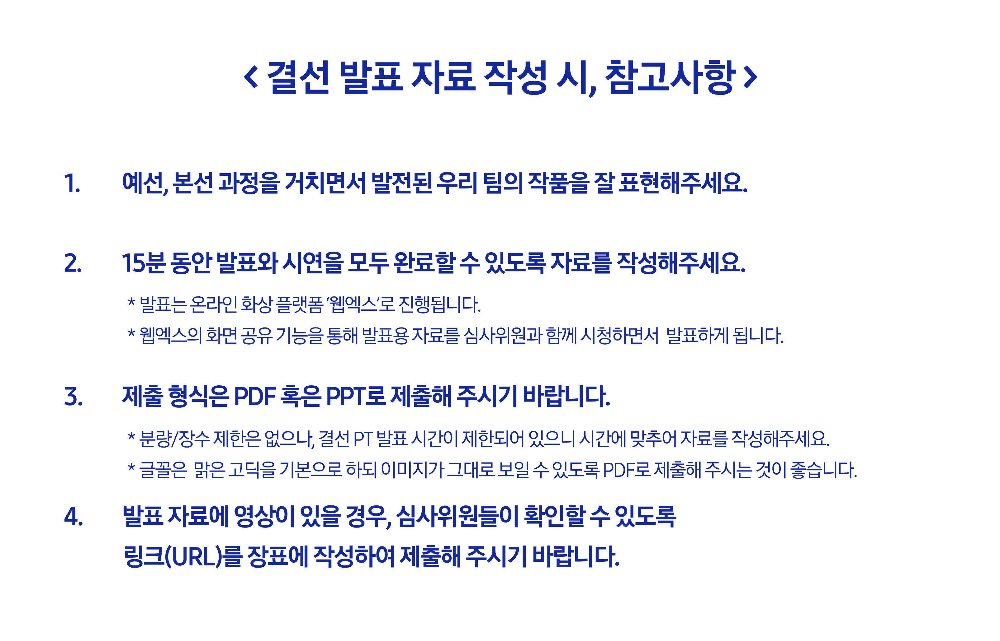 < 결선 발표 자료 작성 시, 참고사항 >
1. 예선, 본선 과정을 거치면서 발전된 우리 팀의 작품을 잘 표현해주세요.
2. 15분 동안 발표와 시연을 모두 완료할 수 있도록 자료를 작성해주세요.
* 발표는 온라인 화상 플랫폼 ‘웹엑스’로 진행됩니다.
* 웹엑스의 화면 공유 기능을 통해 발표용 자료를 심사위원과 함께 시청하면서 발표하게 됩니다.
3. 제출 형식은 PDF 혹은 PPT로 제출해 주시기 바랍니다.
* 분량/장수 제한은 없으나, 결선 PT 발표 시간이 제한되어 있으니 시간에 맞추어 자료를 작성해주세요.
* 글꼴은 맑은 고딕을 기본으로 하되 이미지가 그대로 보일 수 있도록 PDF로 제출해 주시는 것이 좋습니다.
4. 발표 자료에 영상이 있을 경우, 심사위원들이 확인할 수 있도록
링크(URL)를 장표에 작성하여 제출해 주시기 바랍니다.